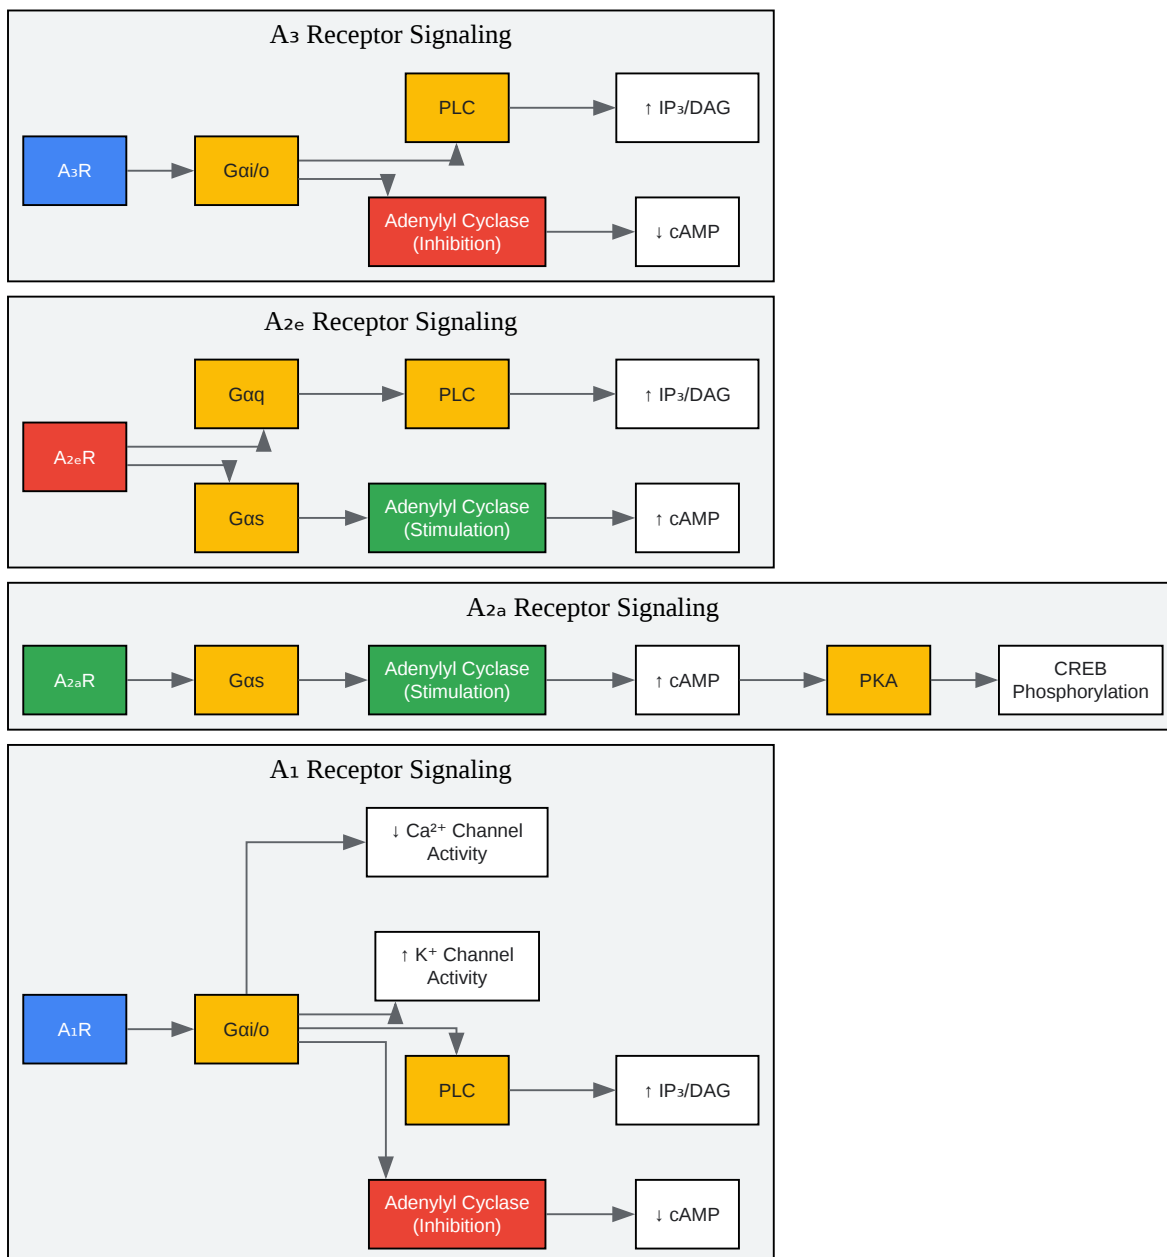 A₃ Receptor Signaling
PLC
↑ IP₃/DAG
A₃R
Gαi/o
Adenylyl Cyclase
(Inhibition)
↓ cAMP
A₂ₑ Receptor Signaling
Gαq
PLC
↑ IP₃/DAG
A₂ₑR
Gαs
Adenylyl Cyclase
(Stimulation)
↑ cAMP
A₂ₐ Receptor Signaling
A₂ₐR
Gαs
Adenylyl Cyclase
(Stimulation)
↑ cAMP
PKA
CREB
Phosphorylation
A₁ Receptor Signaling
↓ Ca²⁺ Channel
Activity
↑ K⁺ Channel
Activity
A₁R
Gαi/o
PLC
↑ IP₃/DAG
Adenylyl Cyclase
(Inhibition)
↓ cAMP